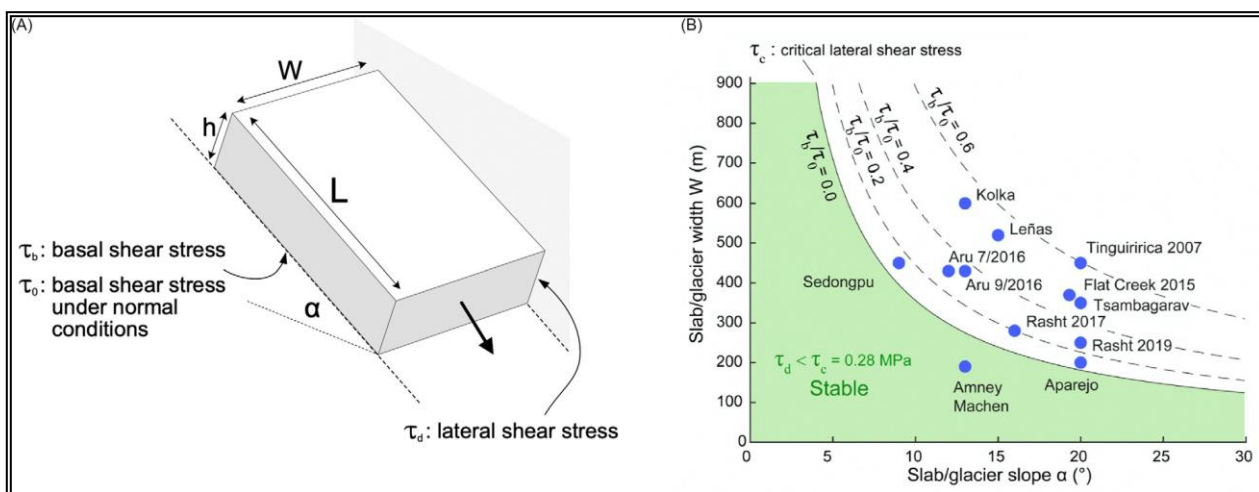 (A)
W
h
L
τb : basal shear stress
τ0 : basal shear stress
under normal
conditions
α
τd : lateral shear stress
(B)
τc : critical lateral shear stress
Slab/glacier width W (m)
900
800
700
600
500
400
300
200
100
0
τb/τ0 = 0.0
τb/τ0 = 0.2
τb/τ0 = 0.4
τb/τ0 = 0.6
Kolka
Leñas
Tinguiririca 2007
Aru 7/2016
Sedongpu
Aru 9/2016
Flat Creek 2015
Tsambagarav
Rasht 2017
Rasht 2019
τd < τc = 0.28 MPa
Stable
Amney
Machen
Aparejo
0 5 10 15 20 25 30
Slab/glacier slope α (°)